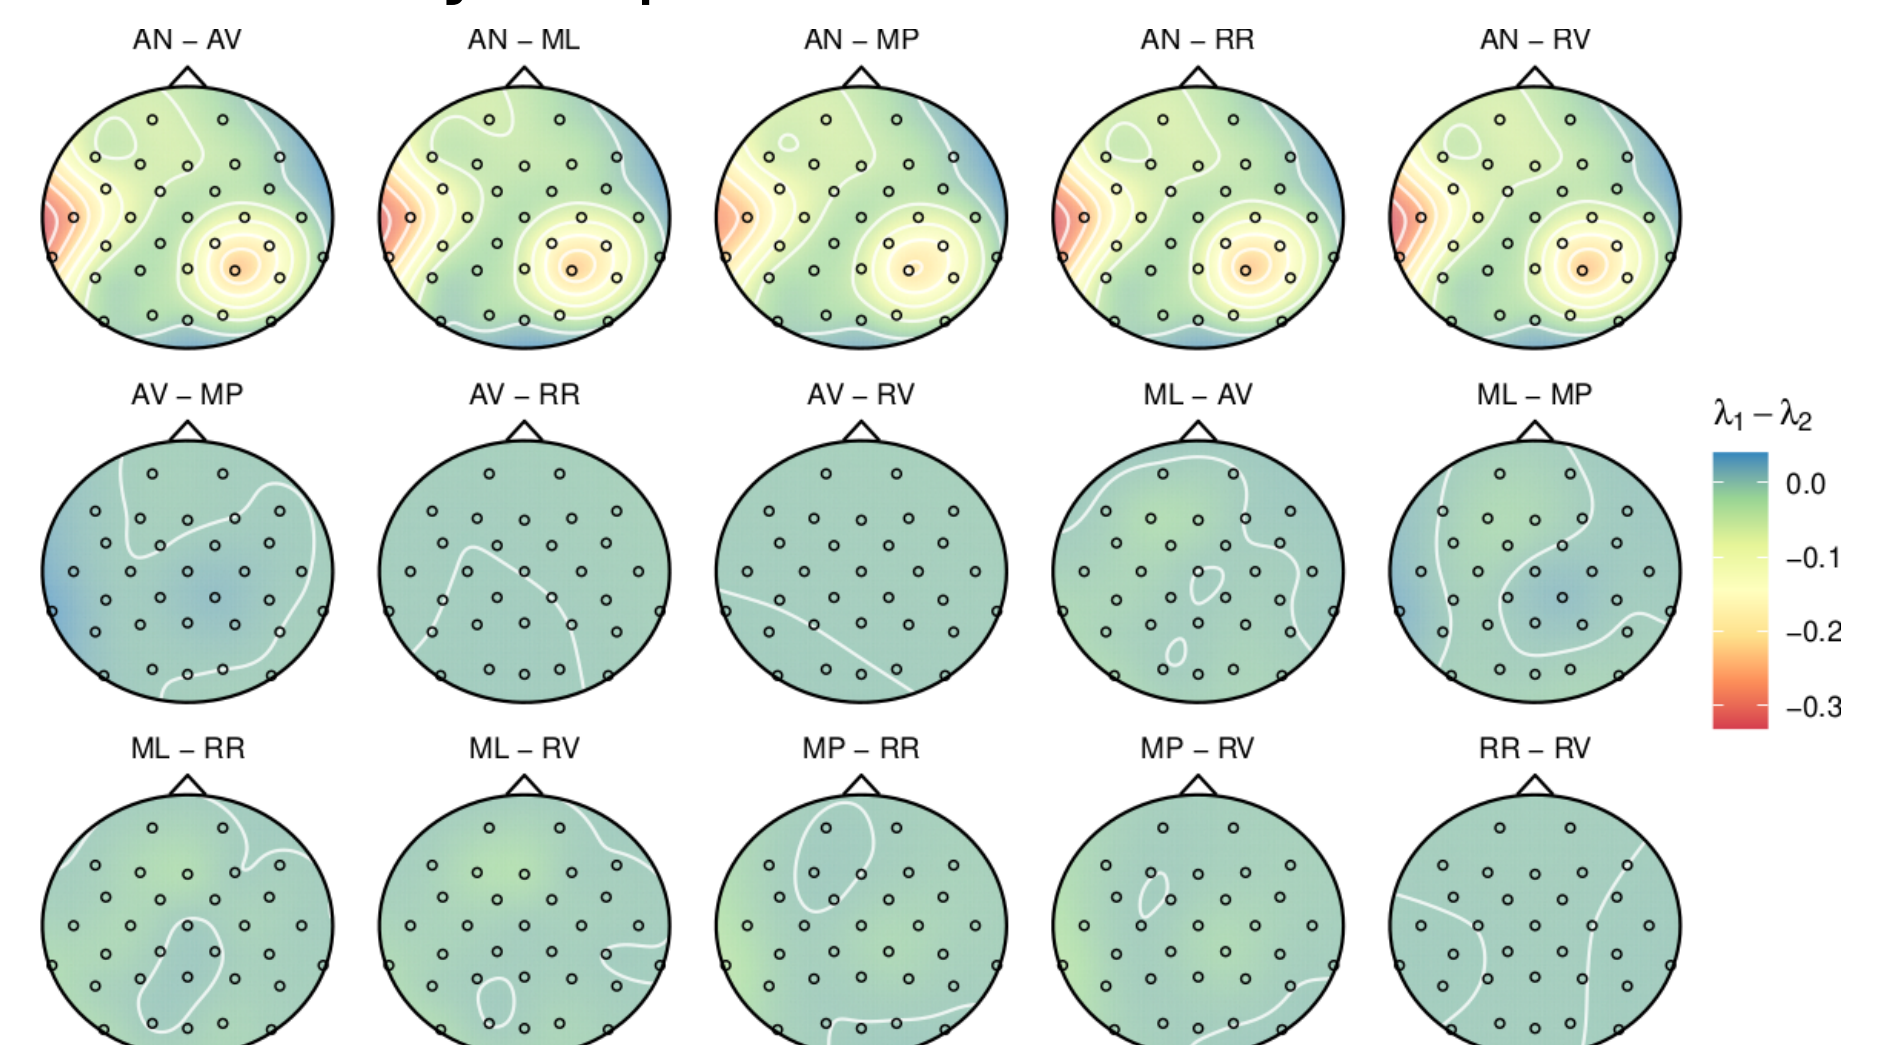 AN – AV
AN – ML
AN – MP
AN – RR
AN – RV
AV – MP
AV – RR
AV – RV
ML – AV
ML – MP
λ1 – λ2
0.0
−0.1
−0.2
−0.3
ML – RR
ML – RV
MP – RR
MP – RV
RR – RV